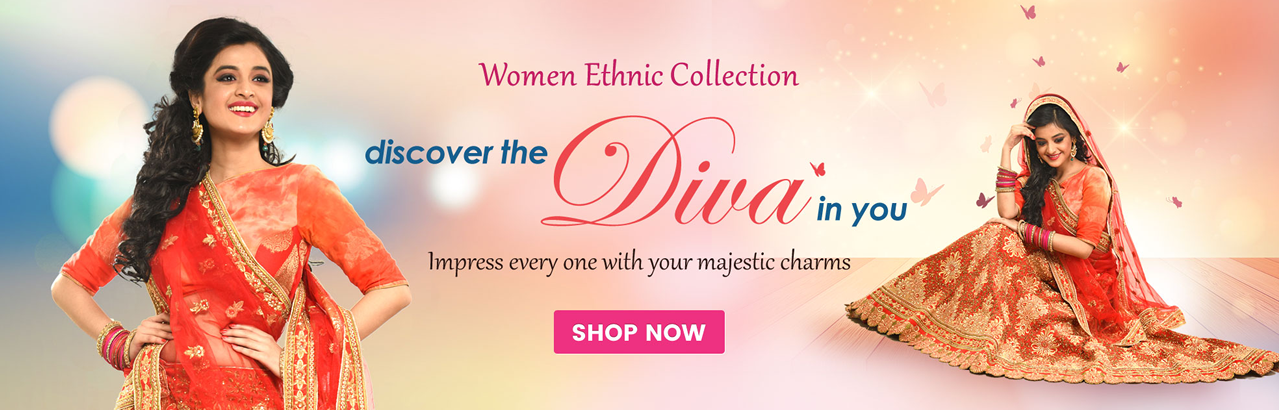 Women Ethnic Collection
discover the Diva in you
Impress every one with your majestic charms
SHOP NOW